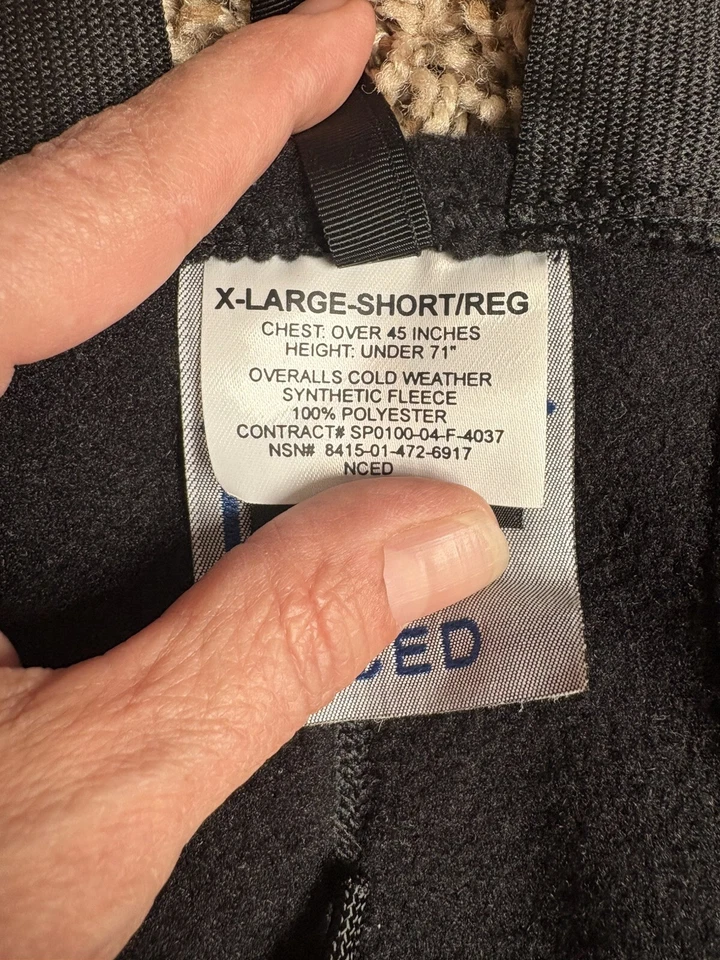 X-LARGE-SHORT/REG
CHEST: OVER 45 INCHES
HEIGHT: UNDER 71"
OVERALLS COLD WEATHER
SYNTHETIC FLEECE
100% POLYESTER
CONTRACT# SP0100-04-F-4037
NSN# 8415-01-472-6917
NCED